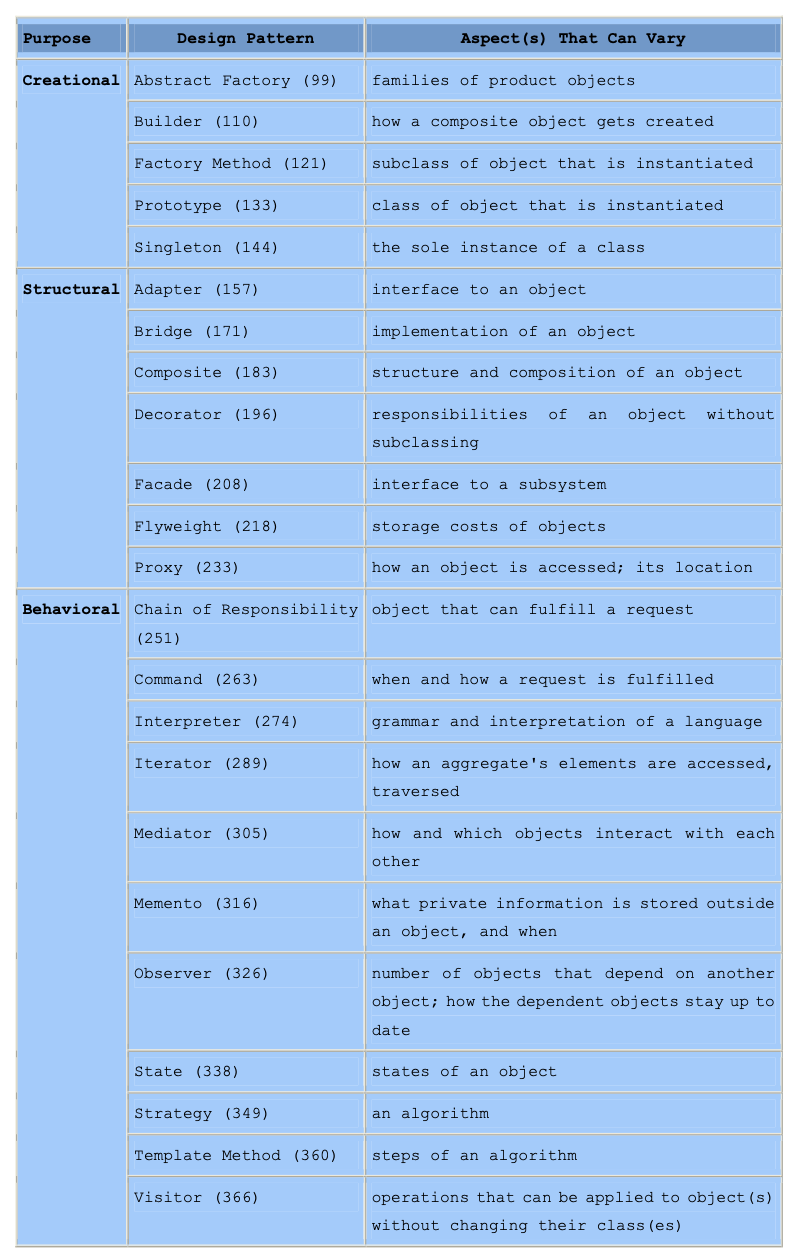 Purpose Design Pattern Aspect(s) That Can Vary
Creational Abstract Factory (99) families of product objects
Builder (110) how a composite object gets created
Factory Method (121) subclass of object that is instantiated
Prototype (133) class of object that is instantiated
Singleton (144) the sole instance of a class
Structural Adapter (157) interface to an object
Bridge (171) implementation of an object
Composite (183) structure and composition of an object
Decorator (196) responsibilities of an object without
subclassing
Facade (208) interface to a subsystem
Flyweight (218) storage costs of objects
Proxy (233) how an object is accessed; its location
Behavioral Chain of Responsibility object that can fulfill a request
(251)
Command (263) when and how a request is fulfilled
Interpreter (274) grammar and interpretation of a language
Iterator (289) how an aggregate's elements are accessed,
traversed
Mediator (305) how and which objects interact with each
other
Memento (316) what private information is stored outside
an object, and when
Observer (326) number of objects that depend on another
object; how the dependent objects stay up to
date
State (338) states of an object
Strategy (349) an algorithm
Template Method (360) steps of an algorithm
Visitor (366) operations that can be applied to object(s)
without changing their class(es)